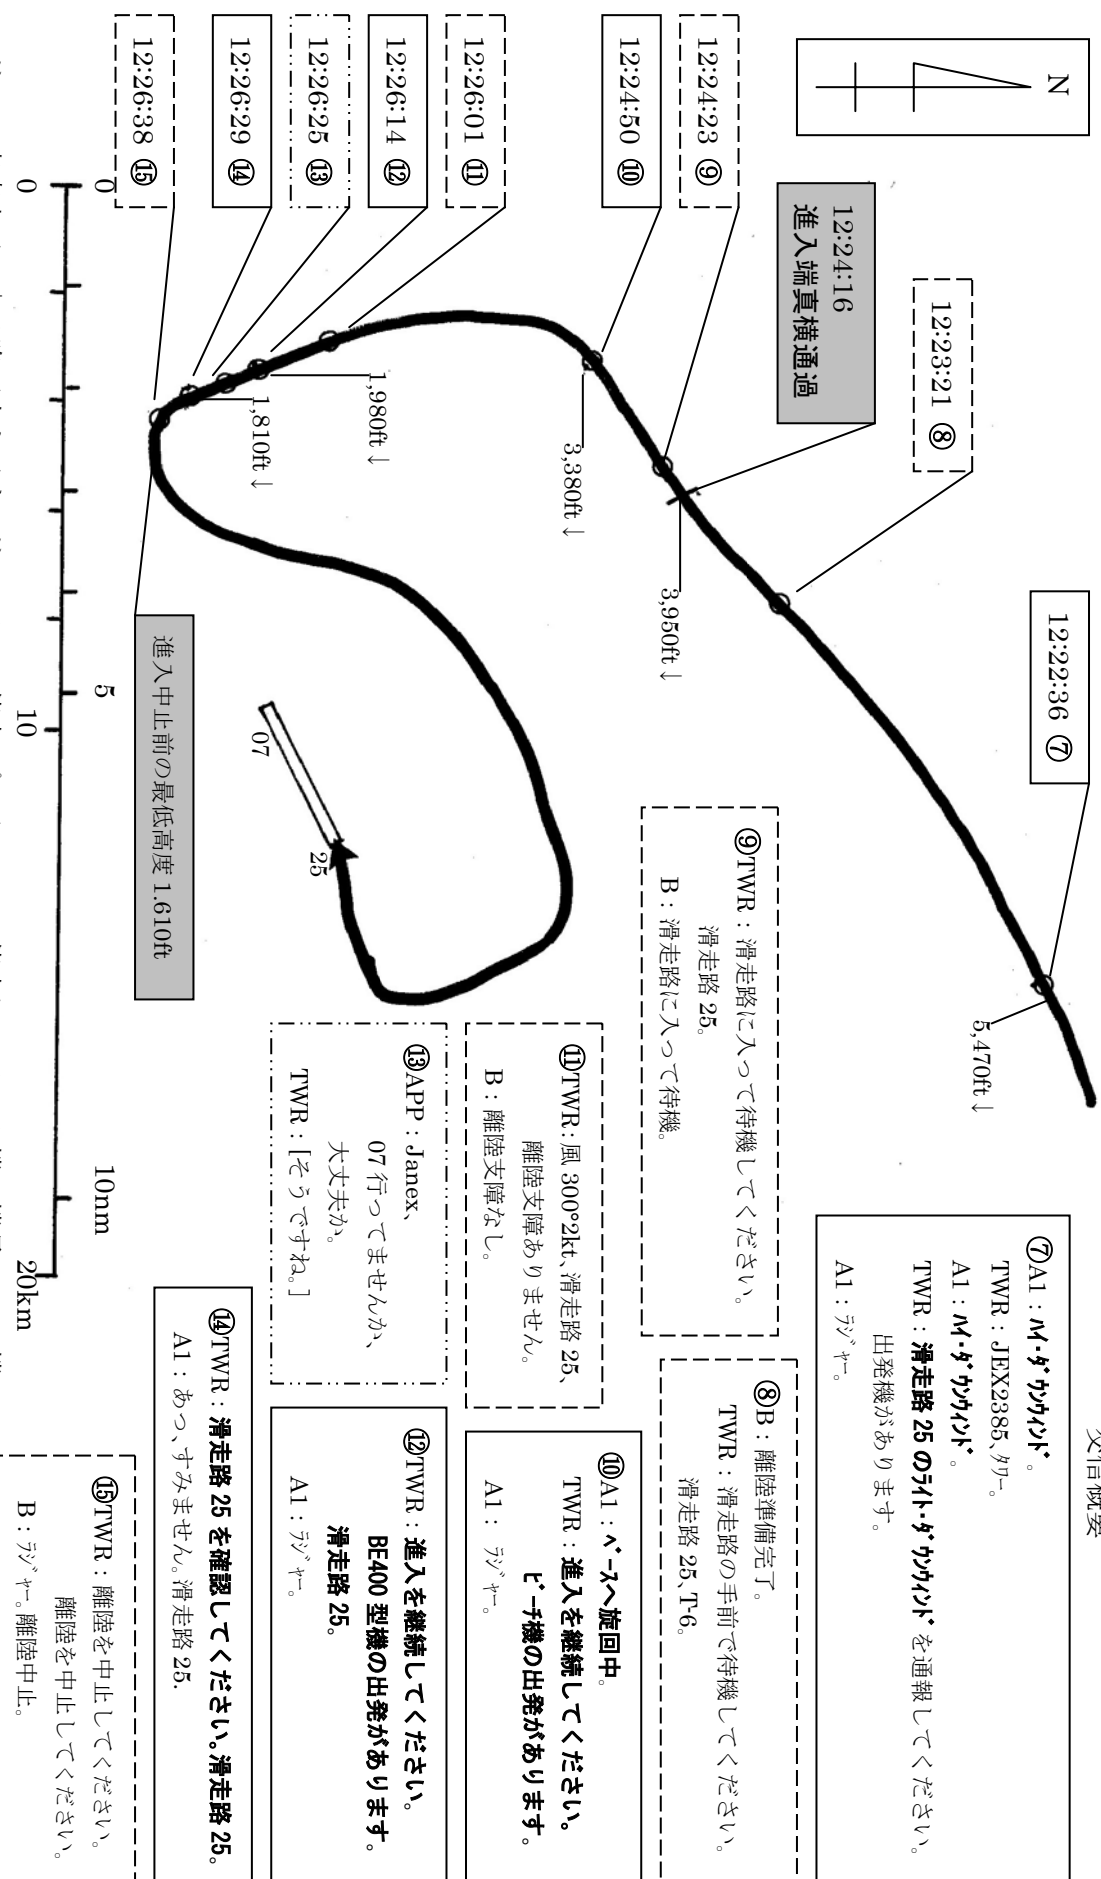 N
12:22:36 ⑦
12:23:21 ⑧
12:24:16
進入端真横通過
12:24:23 ⑨
12:24:50 ⑩
12:26:01 ⑪
12:26:14 ⑫
12:26:25 ⑬
12:26:29 ⑭
12:26:38 ⑮
5,470ft↓
3,950ft↓
3,380ft↓
1,980ft↓
1,810ft↓
進入中止前の最低高度 1.610ft
07
25
交信概要
⑦A1:ハイ・ダウンウィンド。
TWR:JEX2385、タワー。
A1:ハイ・ダウンウィンド。
TWR:滑走路 25 のライト・ダウンウィンドを通報してください。
出発機があります。
A1:ラジャー。
⑧B:離陸準備完了。
TWR:滑走路の手前で待機してください。
滑走路 25、T-6。
⑨TWR:滑走路に入って待機してください。
滑走路 25。
B:滑走路に入って待機。
⑩A1:ベースへ旋回中。
TWR:進入を継続してください。
ビーチ機の出発があります。
A1: ラジャー。
⑪TWR:風 300°2kt、滑走路 25、
離陸支障ありません。
B:離陸支障なし。
⑫TWR:進入を継続してください。
BE400 型機の出発があります。
滑走路 25。
A1:ラジャー。
⑬APP:Janex、
07 行ってませんか、
大丈夫か。
TWR:[そうですね。]
⑭TWR:滑走路 25 を確認してください。滑走路 25.
A1:あっ、すみません。滑走路 25.
⑮TWR:離陸を中止してください。
離陸を中止してください。
B:ラジャー。離陸中止。
0
5
10nm
0
10
20km